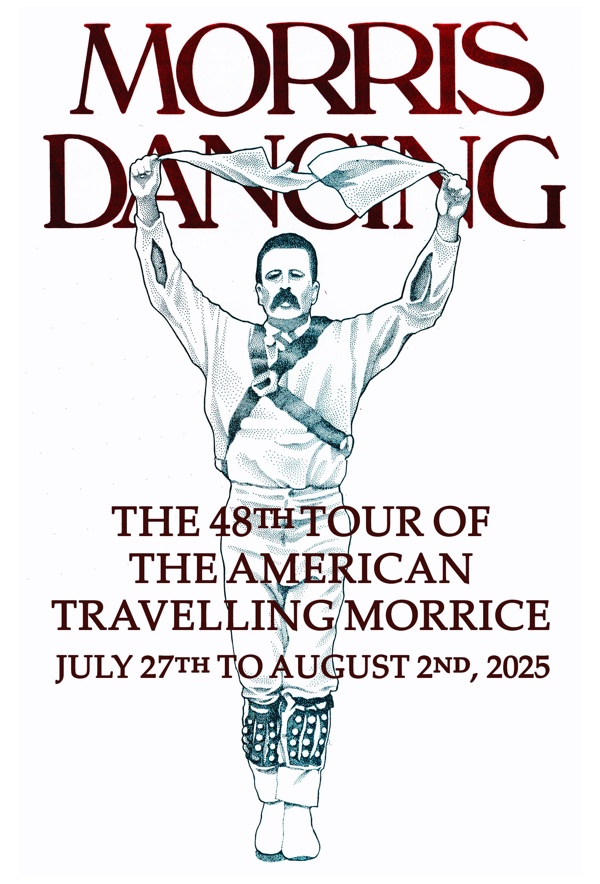 MORRIS
DANCING
THE 48TH TOUR OF
THE AMERICAN
TRAVELLING MORRICE
JULY 27TH TO AUGUST 2ND, 2025